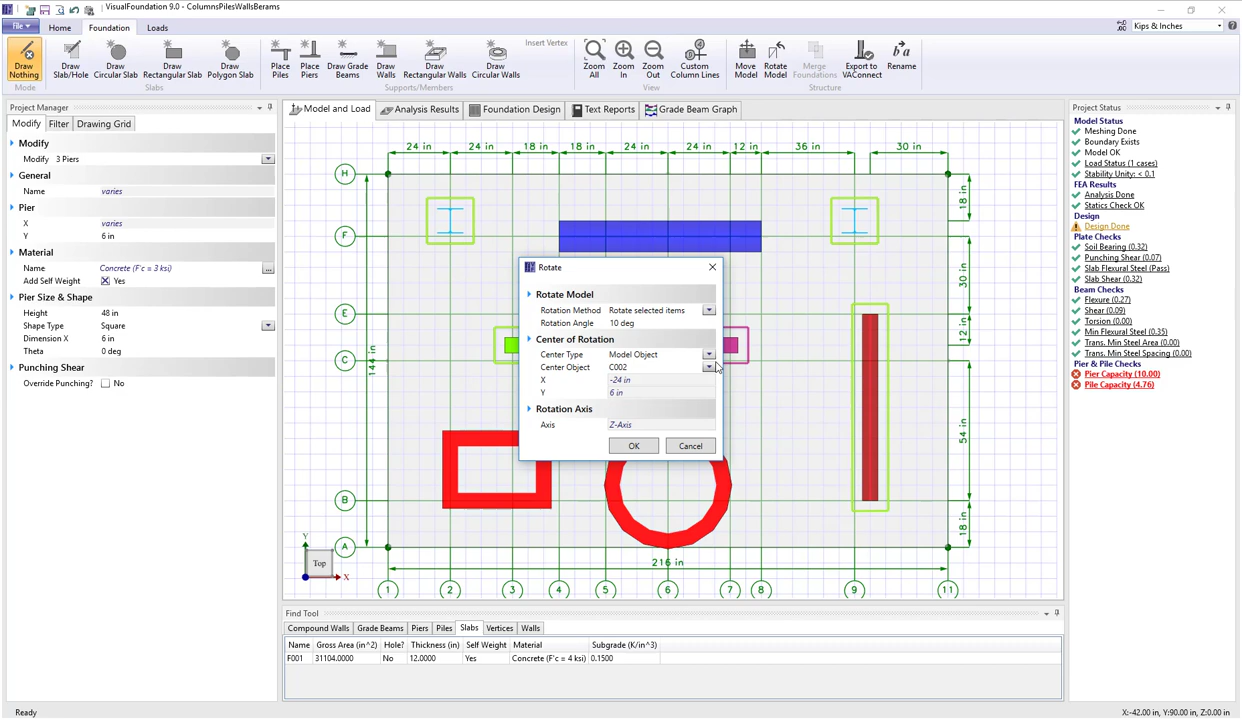 VisualFoundation 9.0 - ColumnsPilesWallsBerams
File
Home
Foundation
Loads
Kips & Inches
Draw Nothing
Draw Slab/Hole
Draw Circular Slab
Draw Rectangular Slab
Draw Polygon Slab
Place Piles
Place Piers
Draw Grade Beams
Draw Walls
Draw Rectangular Walls
Draw Circular Walls
Insert Vertex
Zoom All
Zoom In
Zoom Out
Custom Column Lines
Move Model
Rotate Model
Merge Foundations
Export to VAConnect
Rename
Mode
Slabs
Supports/Members
View
Structure
Project Manager
Modify
Filter
Drawing Grid
Modify
Modify 3 Piers
General
Name varies
Pier
X varies
Y 6 in
Material
Name Concrete (F'c = 3 ksi)
Add Self Weight Yes
Pier Size & Shape
Height 48 in
Shape Type Square
Dimension X 6 in
Theta 0 deg
Punching Shear
Override Punching? No
Model and Load
Analysis Results
Foundation Design
Text Reports
Grade Beam Graph
24 in 24 in 18 in 18 in 24 in 24 in 12 in 36 in 30 in
H
F
E
C
B
A
144 in
18 in
30 in
12 in
54 in
18 in
216 in
1 2 3 4 5 6 7 8 9 11
Y
Top
X
Rotate
Rotate Model
Rotation Method Rotate selected items
Rotation Angle 10 deg
Center of Rotation
Center Type Model Object
Center Object C002
X -24 in
Y 6 in
Rotation Axis
Axis Z-Axis
OK
Cancel
Find Tool
Compound Walls Grade Beams Piers Piles Slabs Vertices Walls
Name Gross Area (in^2) Hole? Thickness (in) Self Weight Material Subgrade (K/in^3)
F001 31104.0000 No 12.0000 Yes Concrete (F'c = 4 ksi) 0.1500
Project Status
Model Status
Meshing Done
Boundary Exists
Model OK
Load Status (1 cases)
Stability Unity: < 0.1
FEA Results
Analysis Done
Statics Check OK
Design
Design Done
Plate Checks
Soil Bearing (0.32)
Punching Shear (0.07)
Slab Flexural Steel (Pass)
Slab Shear (0.32)
Beam Checks
Flexure (0.27)
Shear (0.09)
Torsion (0.00)
Min Flexural Steel (0.35)
Trans. Min Steel Area (0.00)
Trans. Min Steel Spacing (0.00)
Pier & Pile Checks
Pier Capacity (10.00)
Pile Capacity (4.76)
Ready
X:-42.00 in, Y:90.00 in, Z:0.00 in